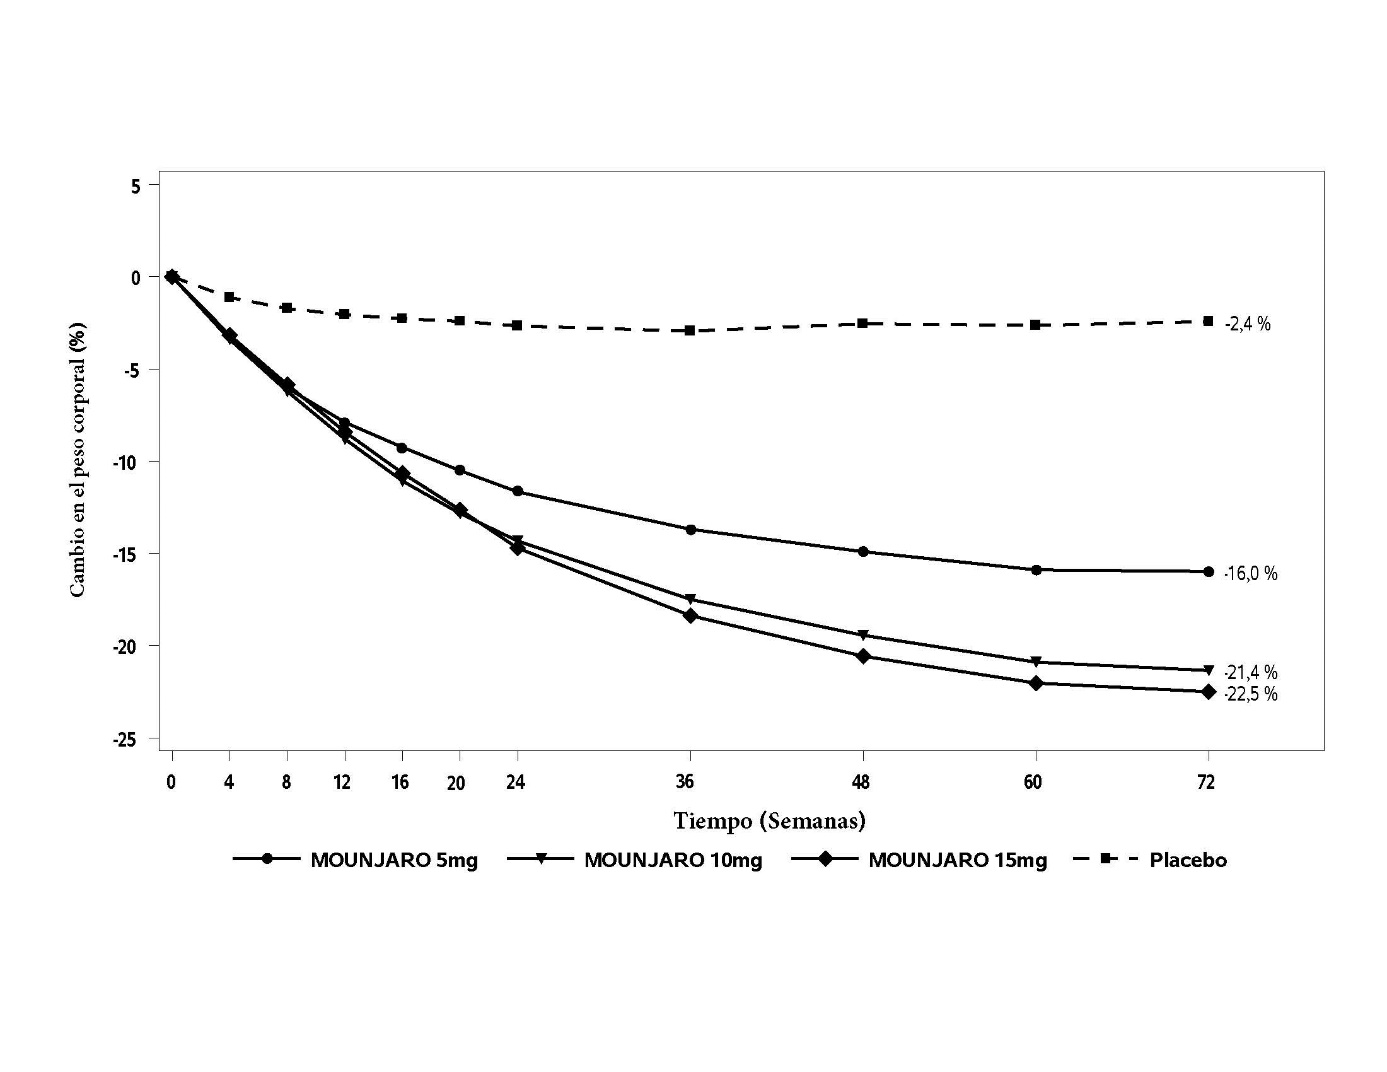 5
0
-5
-10
-15
-20
-25
Cambio en el peso corporal (%)
-2,4 %
-16,0 %
-21,4 %
-22,5 %
0 4 8 12 16 20 24 36 48 60 72
Tiempo (Semanas)
MOUNJARO 5mg MOUNJARO 10mg MOUNJARO 15mg Placebo